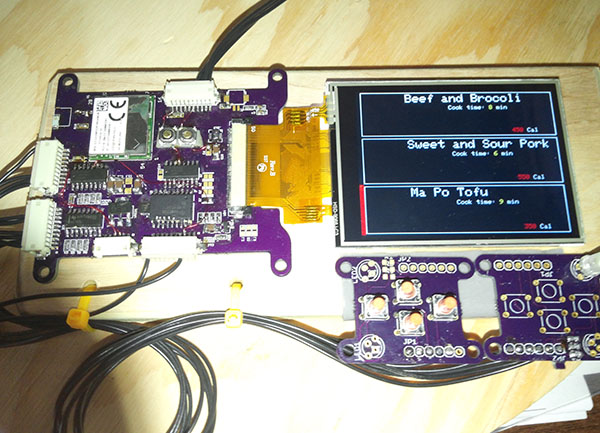 Beef and Brocoli
Cook time: 8 min
450 Cal
Sweet and Sour Pork
Cook time: 6 min
550 Cal
Ma Po Tofu
Cook time: 9 min
350 Cal
JP2
JP1